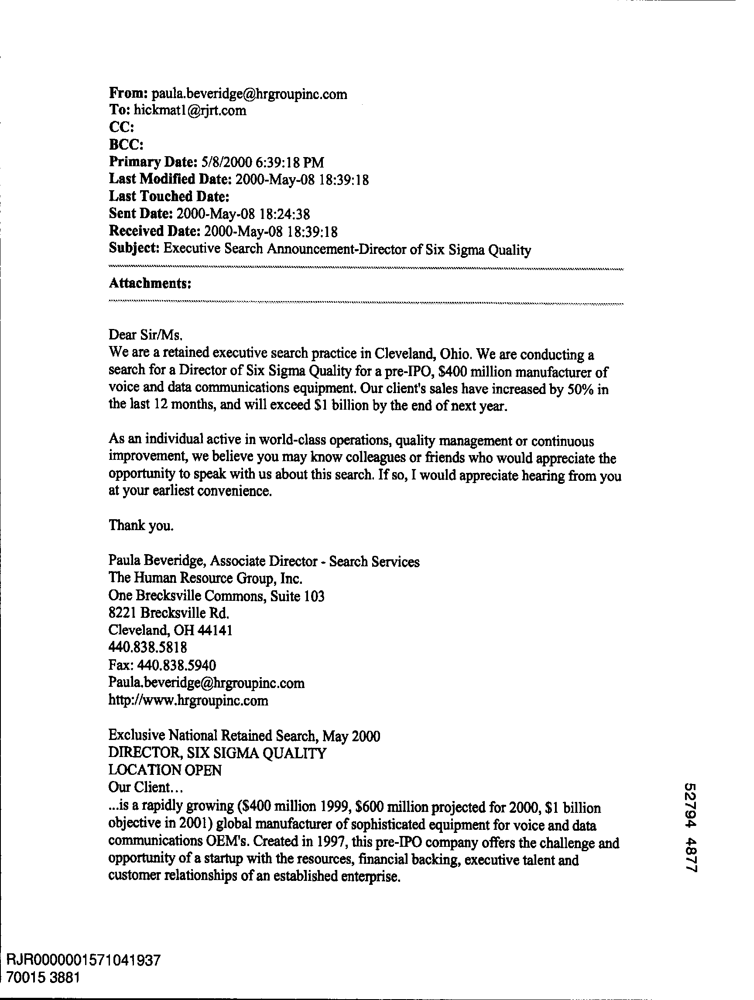 From: paula.beveridge@hrgroupinc.com
To: hickmat1@rjrt.com
CC:
BCC:
Primary Date: 5/8/2000 6:39:18 PM
Last Modified Date: 2000-May-08 18:39:18
Last Touched Date:
Sent Date: 2000-May-08 18:24:38
Received Date: 2000-May-08 18:39:18
Subject: Executive Search Announcement-Director of Six Sigma Quality
Attachments:
Dear Sir/Ms.
We are a retained executive search practice in Cleveland, Ohio. We are conducting a
search for a Director of Six Sigma Quality for a pre-IPO, $400 million manufacturer of
voice and data communications equipment. Our client's sales have increased by 50% in
the last 12 months, and will exceed $1 billion by the end of next year.
As an individual active in world-class operations, quality management or continuous
improvement, we believe you may know colleagues or friends who would appreciate the
opportunity to speak with us about this search. If so, I would appreciate hearing from you
at your earliest convenience.
Thank you.
Paula Beveridge, Associate Director - Search Services
The Human Resource Group, Inc.
One Brecksville Commons, Suite 103
8221 Brecksville Rd.
Cleveland, OH 44141
440.838.5818
Fax: 440.838.5940
Paula.beveridge@hrgroupinc.com
http://www.hrgroupinc.com
Exclusive National Retained Search, May 2000
DIRECTOR, SIX SIGMA QUALITY
LOCATION OPEN
Our Client...
...is a rapidly growing ($400 million 1999, $600 million projected for 2000, $1 billion
objective in 2001) global manufacturer of sophisticated equipment for voice and data
communications OEM's. Created in 1997, this pre-IPO company offers the challenge and
opportunity of a startup with the resources, financial backing, executive talent and
customer relationships of an established enterprise.
52794 4877
RJR0000001571041937
70015 3881